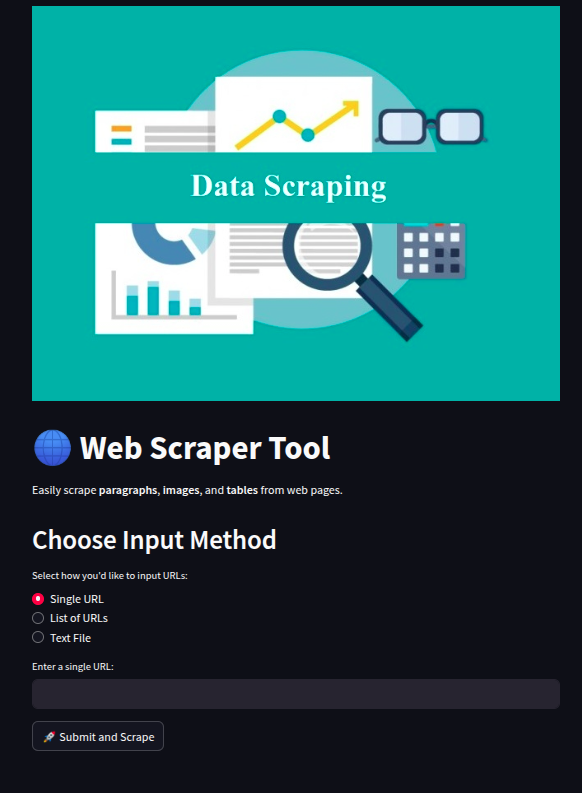 Data Scraping
Web Scraper Tool
Easily scrape paragraphs, images, and tables from web pages.
Choose Input Method
Select how you'd like to input URLs:
Single URL
List of URLs
Text File
Enter a single URL:
🚀 Submit and Scrape